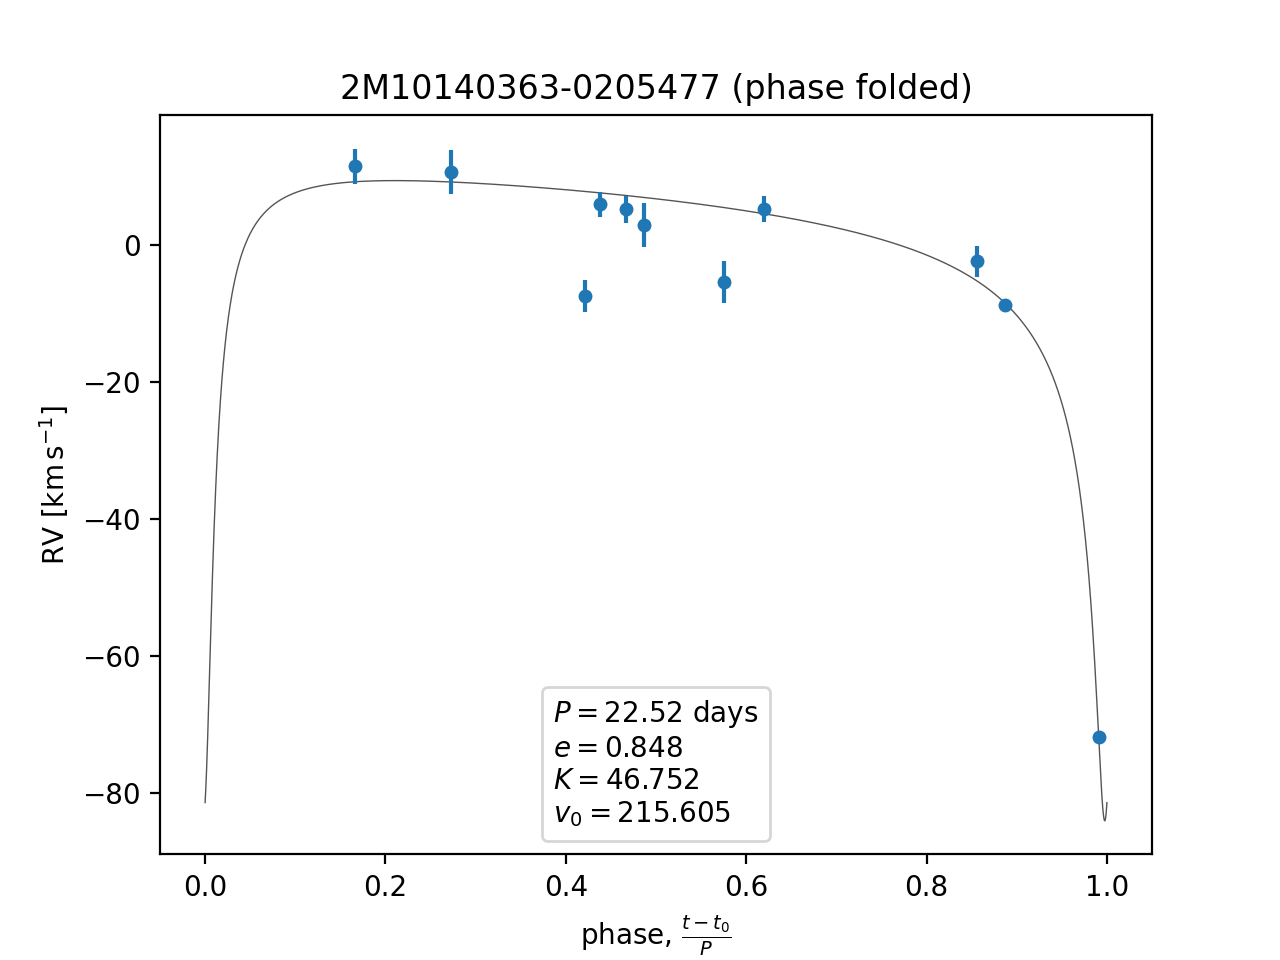 2M10140363-0205477 (phase folded)
RV [km s⁻¹]
0
−20
−40
−60
−80
P = 22.52 days
e = 0.848
K = 46.752
v₀ = 215.605
0.0 0.2 0.4 0.6 0.8 1.0
phase, (t − t₀)/P